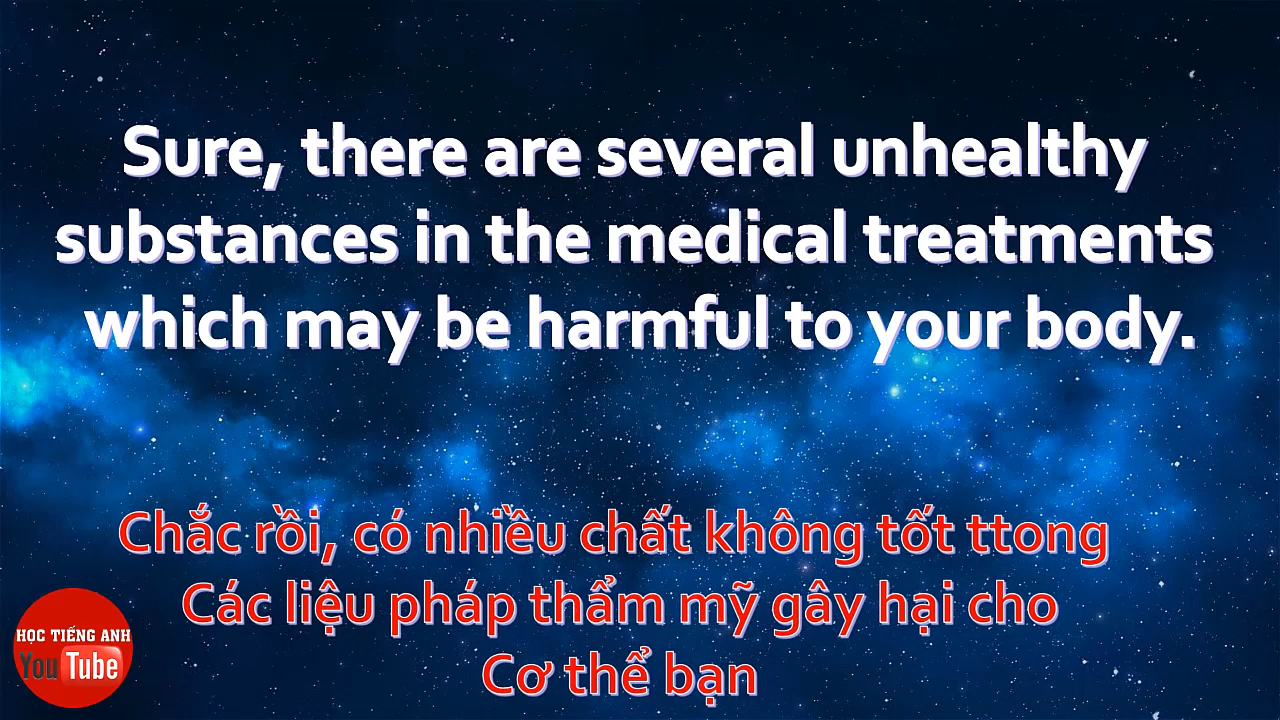 Sure, there are several unhealthy
substances in the medical treatments
which may be harmful to your body.
Chắc rồi, có nhiều chất không tốt ttong
Các liệu pháp thẩm mỹ gây hại cho
Cơ thể bạn
HỌC TIẾNG ANH
YouTube